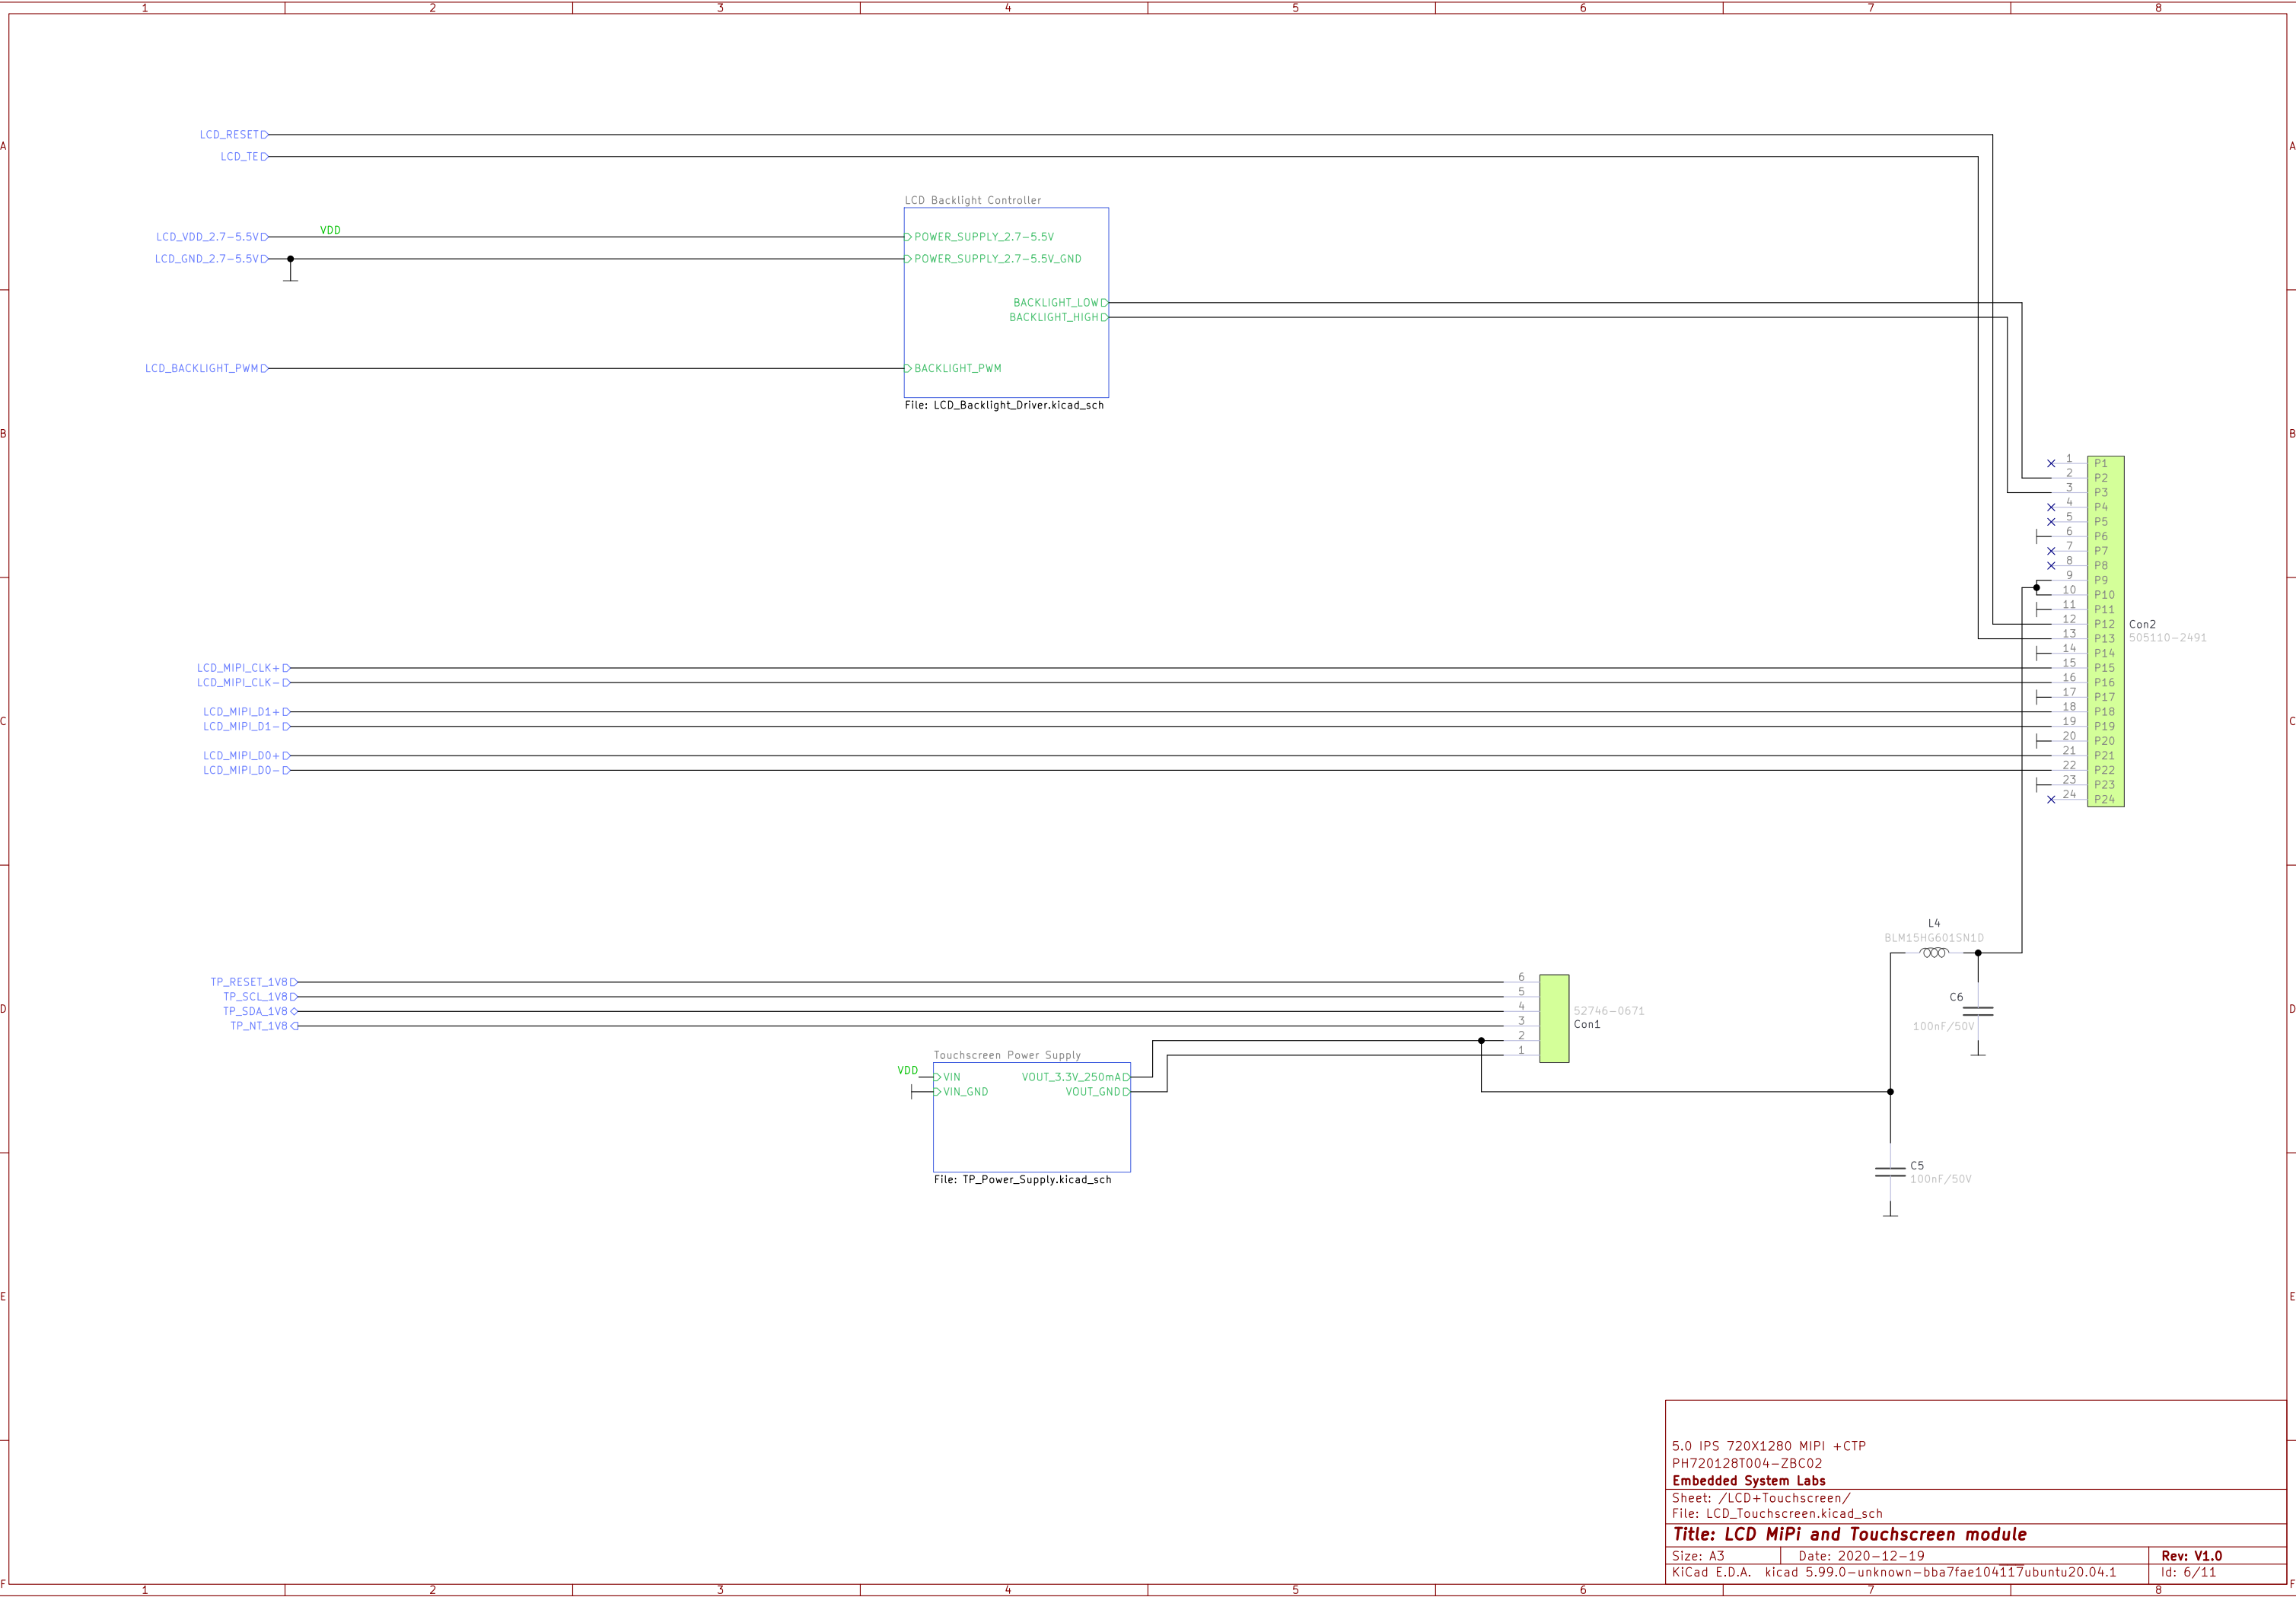 1 2 3 4 5 6 7 8
A A
LCD_RESET
LCD_TE
LCD Backlight Controller
LCD_VDD_2.7-5.5V VDD POWER_SUPPLY_2.7-5.5V
LCD_GND_2.7-5.5V POWER_SUPPLY_2.7-5.5V_GND
BACKLIGHT_LOW
BACKLIGHT_HIGH
LCD_BACKLIGHT_PWM BACKLIGHT_PWM
File: LCD_Backlight_Driver.kicad_sch
B B
1 P1
2 P2
3 P3
4 P4
5 P5
6 P6
7 P7
8 P8
9 P9
10 P10
11 P11
12 P12
13 P13
14 P14
15 P15
16 P16
17 P17
18 P18
19 P19
20 P20
21 P21
22 P22
23 P23
24 P24
Con2
505110-2491
LCD_MIPI_CLK+
LCD_MIPI_CLK-
LCD_MIPI_D1+
LCD_MIPI_D1-
C C
LCD_MIPI_D0+
LCD_MIPI_D0-
L4
BLM15HG601SN1D
TP_RESET_1V8 6
TP_SCL_1V8 5
TP_SDA_1V8 4
TP_NT_1V8 3
2
1
52746-0671
Con1
C6
100nF/50V
D D
Touchscreen Power Supply
VDD VIN VOUT_3.3V_250mA
VIN_GND VOUT_GND
File: TP_Power_Supply.kicad_sch
C5
100nF/50V
E E
5.0 IPS 720X1280 MIPI +CTP
PH720128T004-ZBC02
Embedded System Labs
Sheet: /LCD+Touchscreen/
File: LCD_Touchscreen.kicad_sch
Title: LCD MiPi and Touchscreen module
Size: A3 Date: 2020-12-19 Rev: V1.0
KiCad E.D.A. kicad 5.99.0-unknown-bba7fae104117ubuntu20.04.1 Id: 6/11
F F
1 2 3 4 5 6 7 8